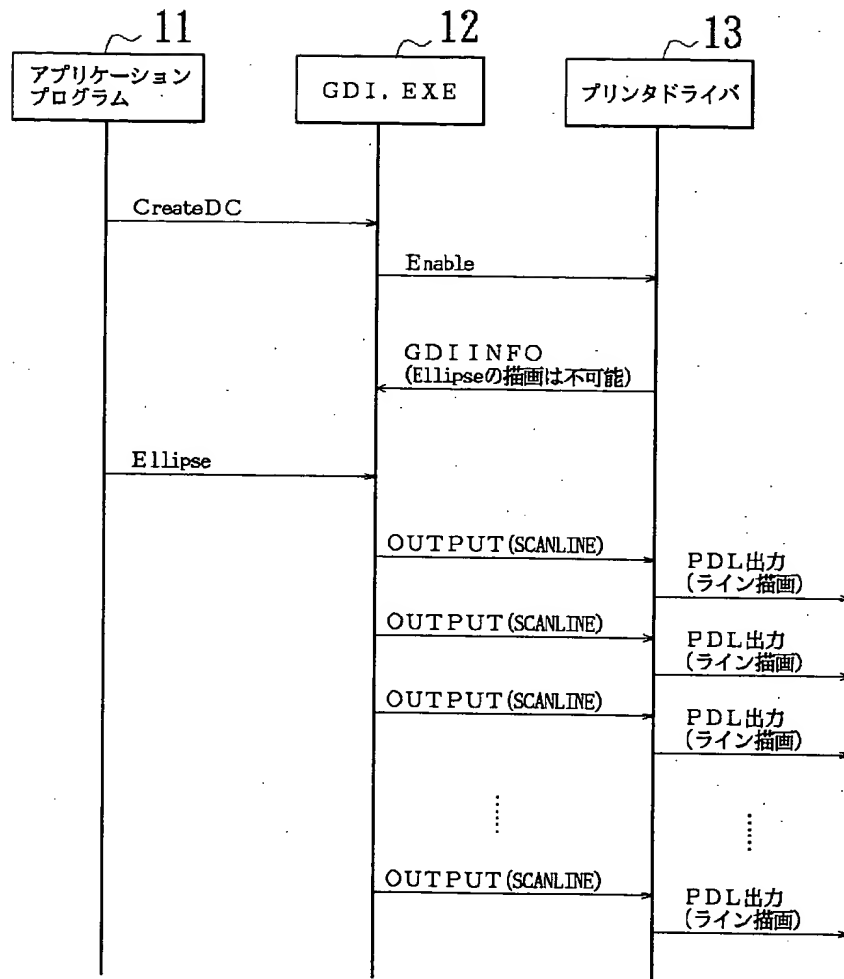 11
12
13
アプリケーション
プログラム
ＧＤＩ．ＥＸＥ
プリンタドライバ
CreateDC
Enable
ＧＤＩＩＮＦＯ
(Ellipseの描画は不可能)
Ellipse
ＯＵＴＰＵＴ(SCANLINE)
ＰＤＬ出力
(ライン描画)
ＯＵＴＰＵＴ(SCANLINE)
ＰＤＬ出力
(ライン描画)
ＯＵＴＰＵＴ(SCANLINE)
ＰＤＬ出力
(ライン描画)
ＯＵＴＰＵＴ(SCANLINE)
ＰＤＬ出力
(ライン描画)